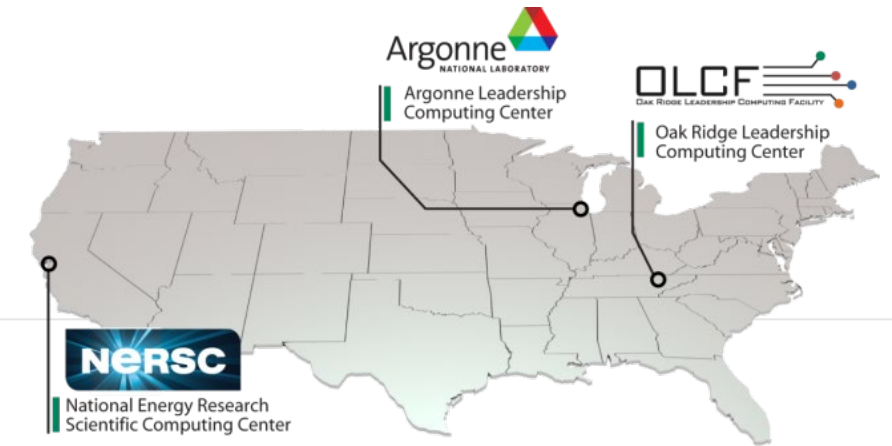 Argonne
NATIONAL LABORATORY
Argonne Leadership
Computing Center
OLCF
OAK RIDGE LEADERSHIP COMPUTING FACILITY
Oak Ridge Leadership
Computing Center
NERSC
National Energy Research
Scientific Computing Center